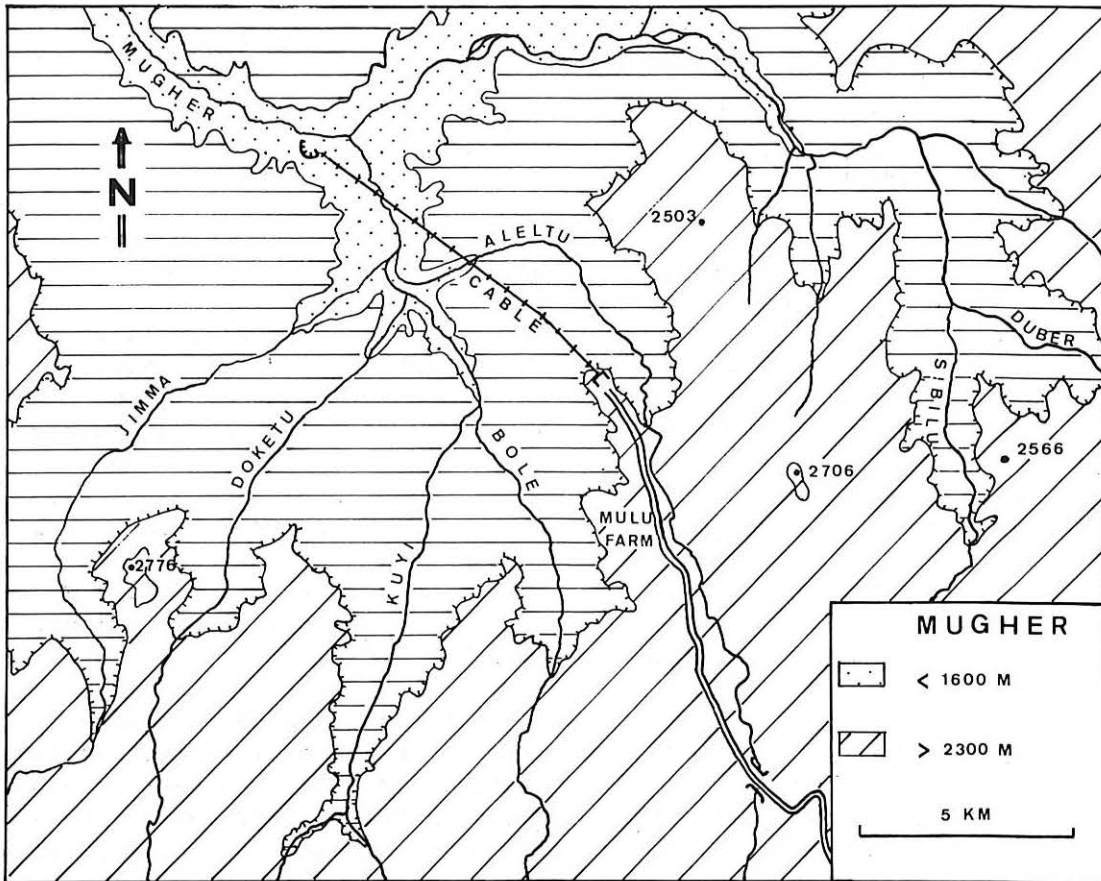 MUGHER
N
2503
ALELTU
CABLE
DUBER
JIMMA
SIBILU
DOKETU
BOLE
2566
2706
MULU
FARM
2776
KUYI
MUGHER
< 1600 M
> 2300 M
5 KM